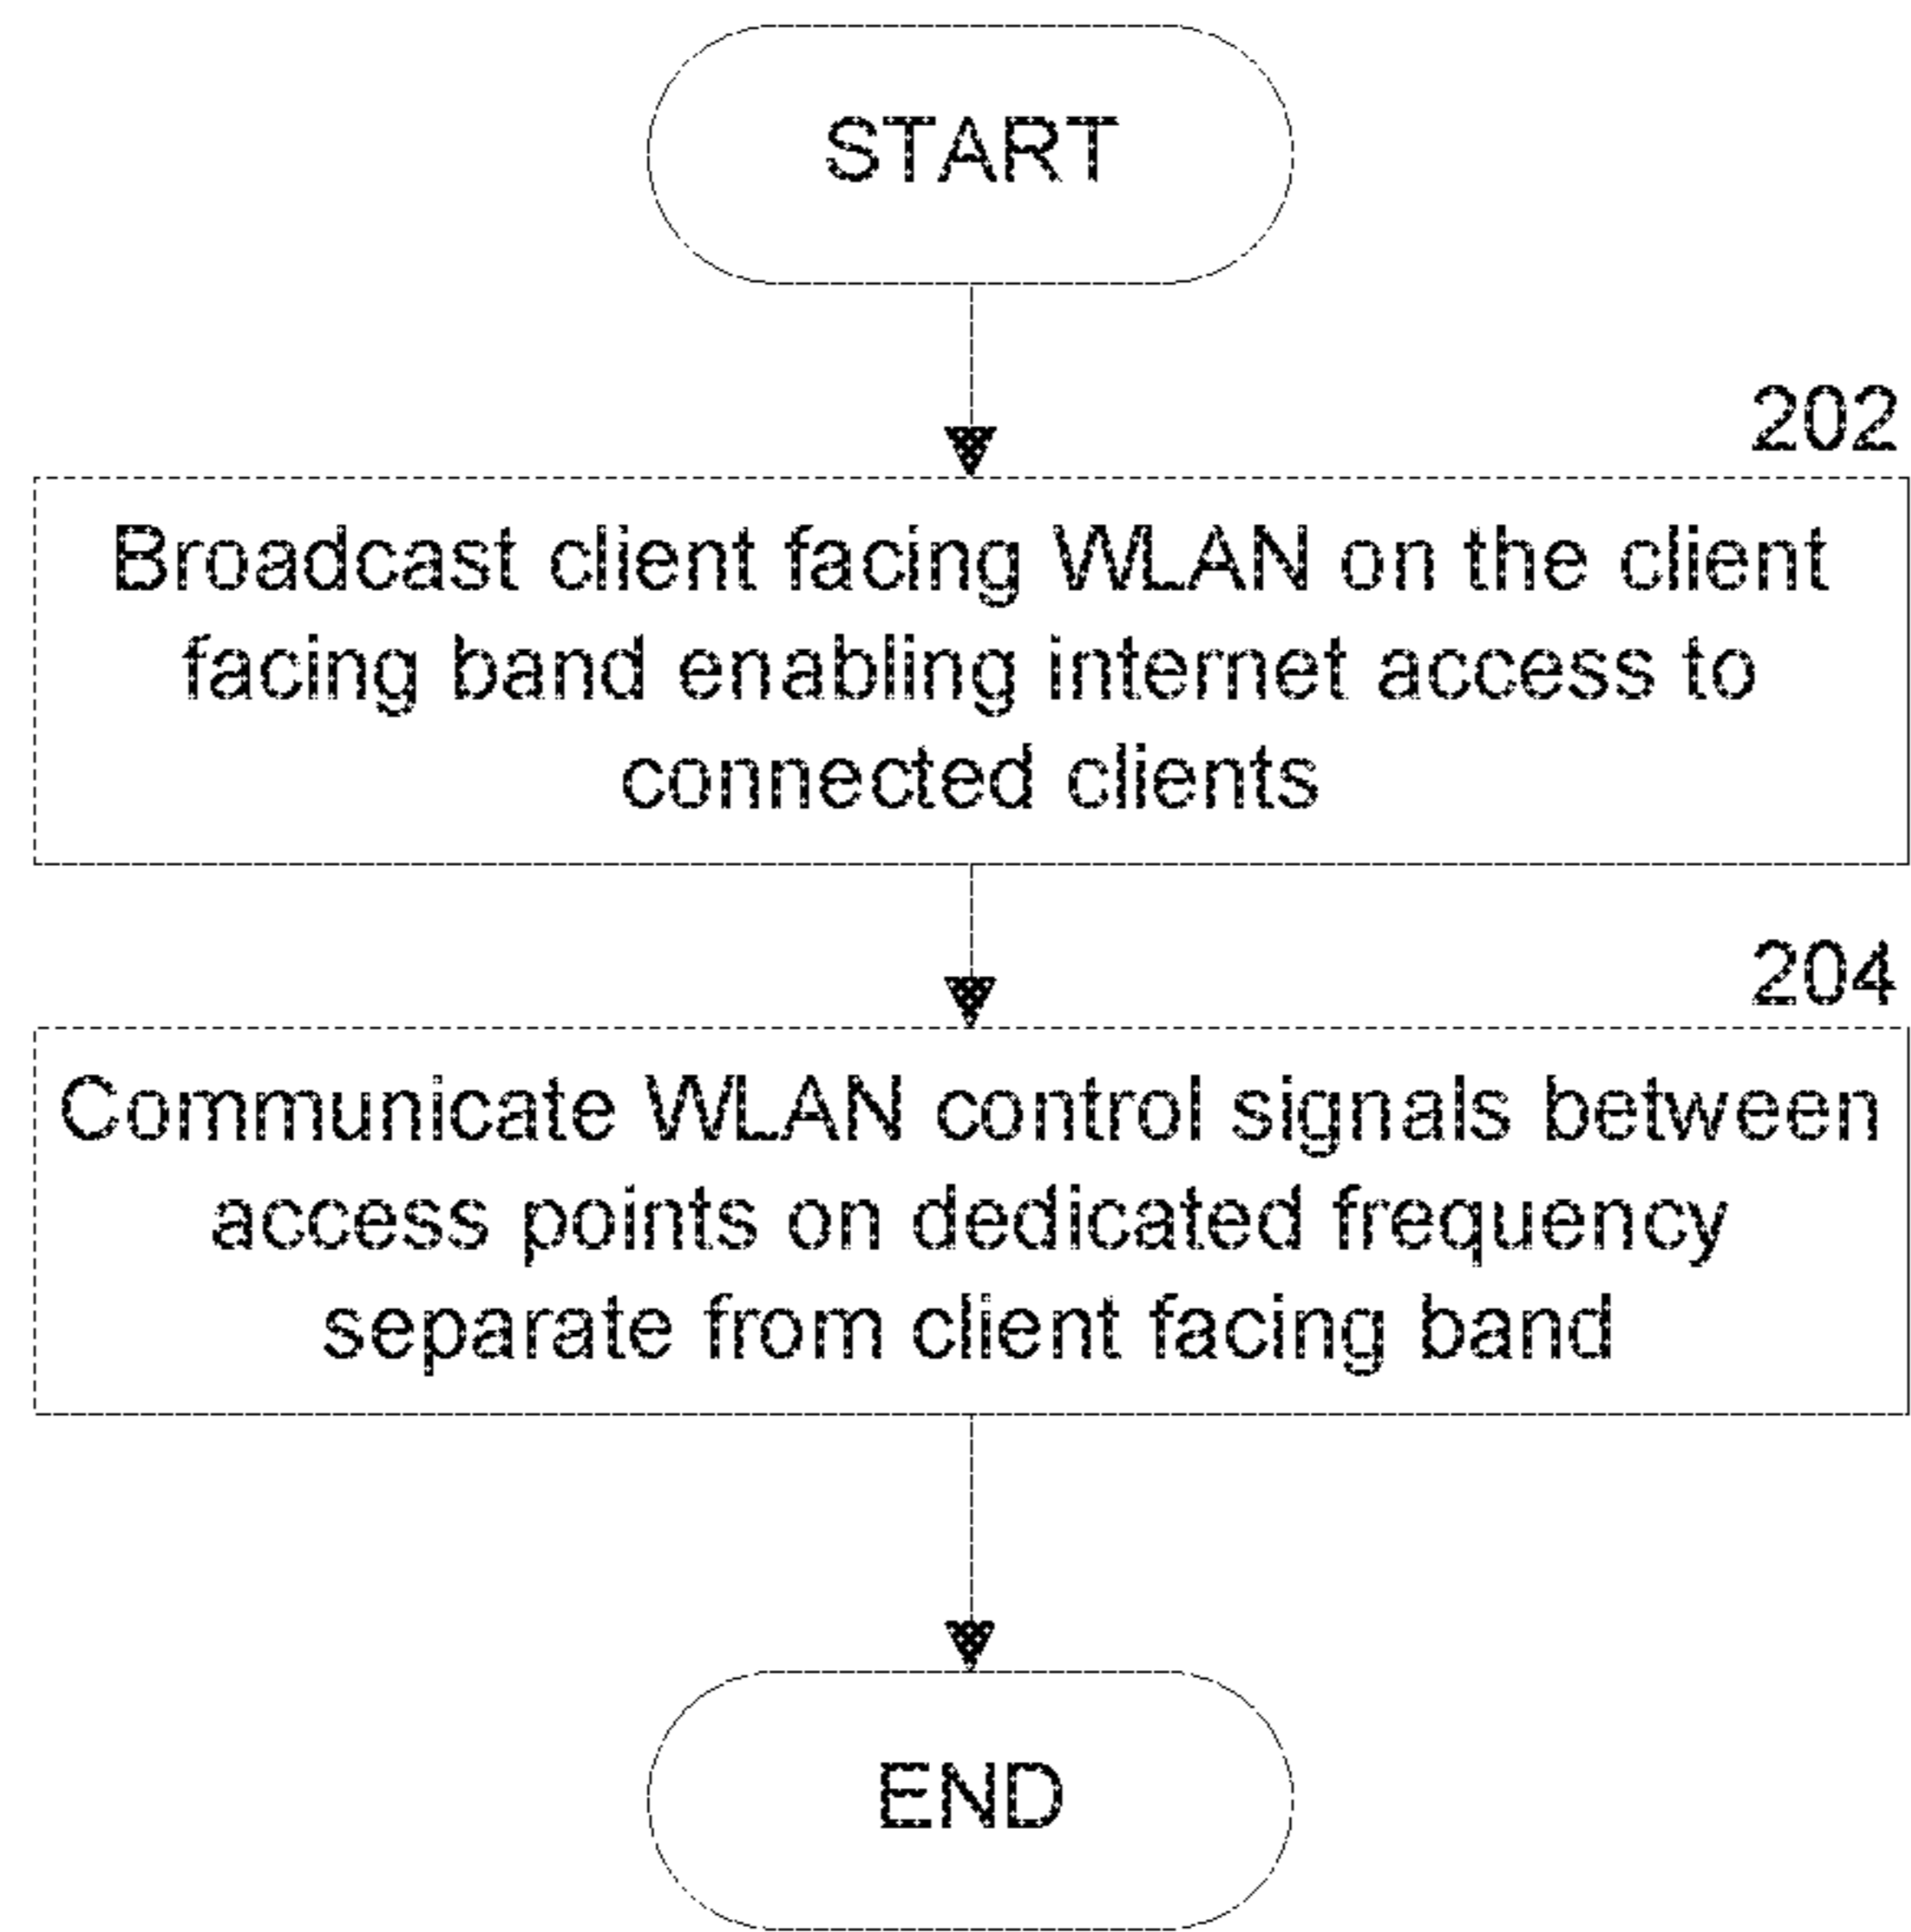 START
202
Broadcast client facing WLAN on the client
facing band enabling internet access to
connected clients
204
Communicate WLAN control signals between
access points on dedicated frequency
separate from client facing band
END